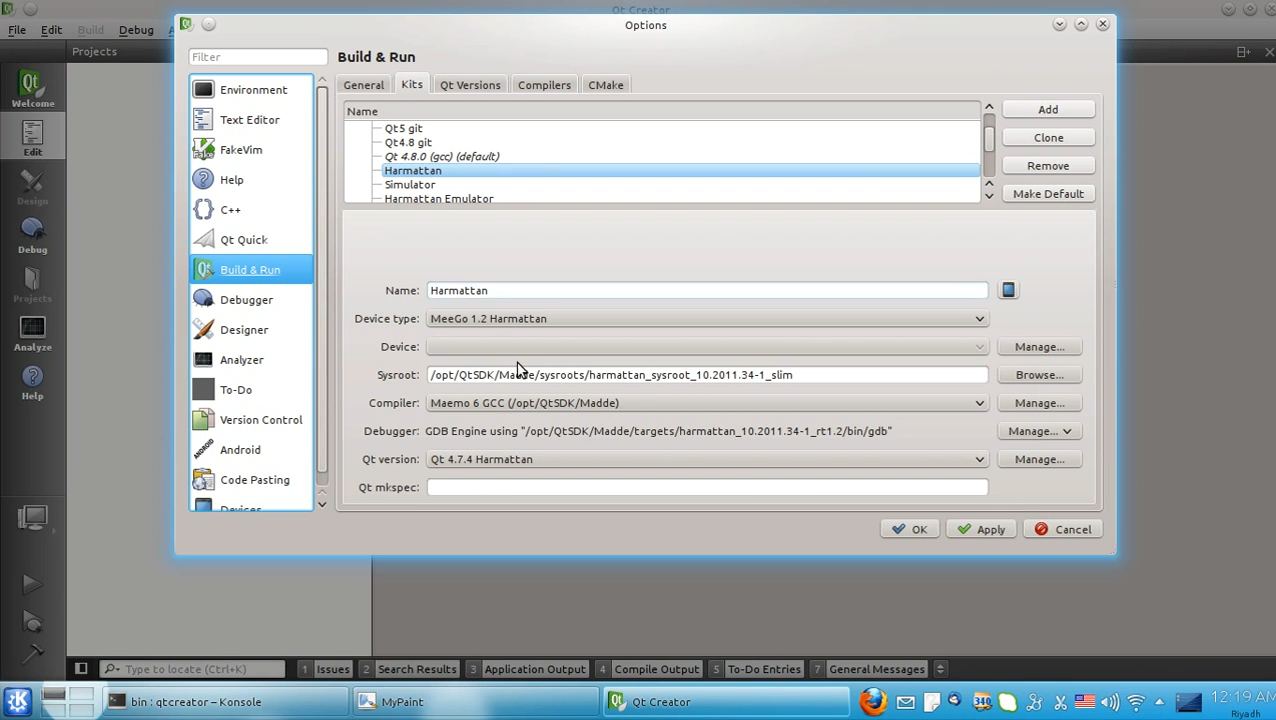 Qt Creator
Options
File Edit Build Debug
Projects
Welcome
Edit
Design
Debug
Projects
Analyze
Help
Filter
Environment
Text Editor
FakeVim
Help
C++
Qt Quick
Build & Run
Debugger
Designer
Analyzer
To-Do
Version Control
Android
Code Pasting
Devices
Build & Run
General Kits Qt Versions Compilers CMake
Name
Qt5 git
Qt4.8 git
Qt 4.8.0 (gcc) (default)
Harmattan
Simulator
Harmattan Emulator
Add
Clone
Remove
Make Default
Name: Harmattan
Device type: MeeGo 1.2 Harmattan
Device: Manage...
Sysroot: /opt/QtSDK/Madde/sysroots/harmattan_sysroot_10.2011.34-1_slim Browse...
Compiler: Maemo 6 GCC (/opt/QtSDK/Madde) Manage...
Debugger: GDB Engine using "/opt/QtSDK/Madde/targets/harmattan_10.2011.34-1_rt1.2/bin/gdb" Manage...
Qt version: Qt 4.7.4 Harmattan Manage...
Qt mkspec:
OK Apply Cancel
Type to locate (Ctrl+K) 1 Issues 2 Search Results 3 Application Output 4 Compile Output 5 To-Do Entries 7 General Messages
bin : qtcreator – Konsole MyPaint Qt Creator 340 12:19 AM
Riyadh